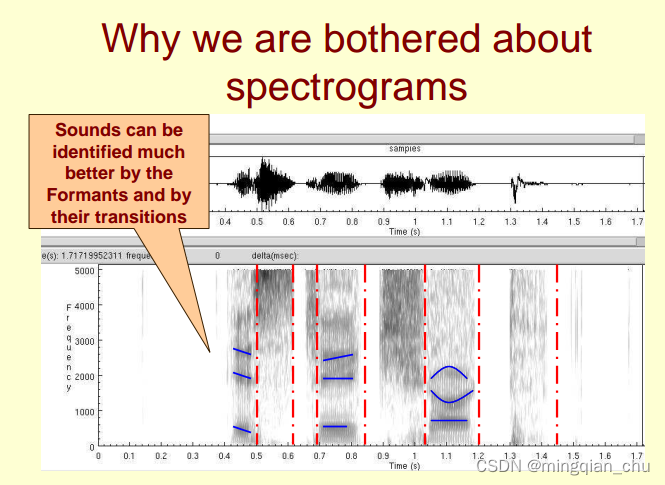 Why we are bothered about
spectrograms
Sounds can be
identified much
better by the
Formants and by
their transitions
samples
0.4 0.5 0.6 0.7 0.8 0.9 1 1.1 1.2 1.3 1.4 1.5 1.6 1.7
Time (s)
e(s): 1.71719952311 freque 0 delta(msec):
Frequency
5000
4000
3000
2000
1000
0
0 0.1 0.2 0.3 0.4 0.5 0.6 0.7 0.8 0.9 1 1.1 1.2 1.3 1.4 1.5 1.6 1.7
Time (s)
CSDN @mingqian_chu